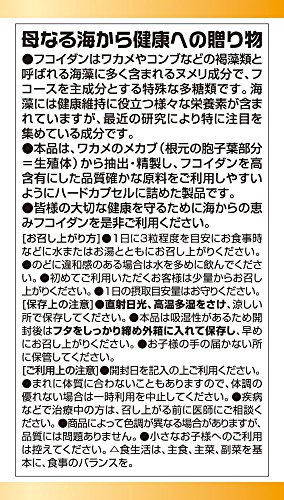 母なる海から健康への贈り物
●フコイダンはワカメやコンブなどの褐藻類と
呼ばれる海藻に多く含まれるヌメリ成分で、フ
コースを主成分とする特殊な多糖類です。海
藻には健康維持に役立つ様々な栄養素が含ま
れていますが、最近の研究により特に注目を
集めている成分です。
●本品は、ワカメのメカブ（根元の胞子葉部分
＝生殖体）から抽出・精製し、フコイダンを高
含有にした品質確かな原料をご利用しやすい
ようにハードカプセルに詰めた製品です。
●皆様の大切な健康を守るために海からの恵
みフコイダンを是非ご利用ください。
[お召し上がり方]●1日に3粒程度を目安にお食事時
などに水またはお湯とともにお召し上がりください。
●のどに違和感のある場合は水を多めに飲んでくださ
い。●初めてご利用いただくお客様は少量からお召し上
がりください。●1日の摂取目安量はお守りください。
[保存上の注意]●直射日光、高温多湿をさけ、涼しい
所で保存してください。●本品は吸湿性があるため開
封後はフタをしっかり締め外箱に入れて保存し、早め
にお召し上がりください。●お子様の手の届かない所
に保管してください。
[ご利用上の注意]●開封日を記入の上ご利用ください。
●まれに体質に合わないこともありますので、体調の
優れない場合は一時利用を中止してください。●疾病
などで治療中の方は、召し上がる前に医師にご相談く
ださい。●商品によって色調が異なる場合がありますが、
品質には問題ありません。●小さなお子様へのご利用
は控えてください。△食生活は、主食、主菜、副菜を基
本に、食事のバランスを。